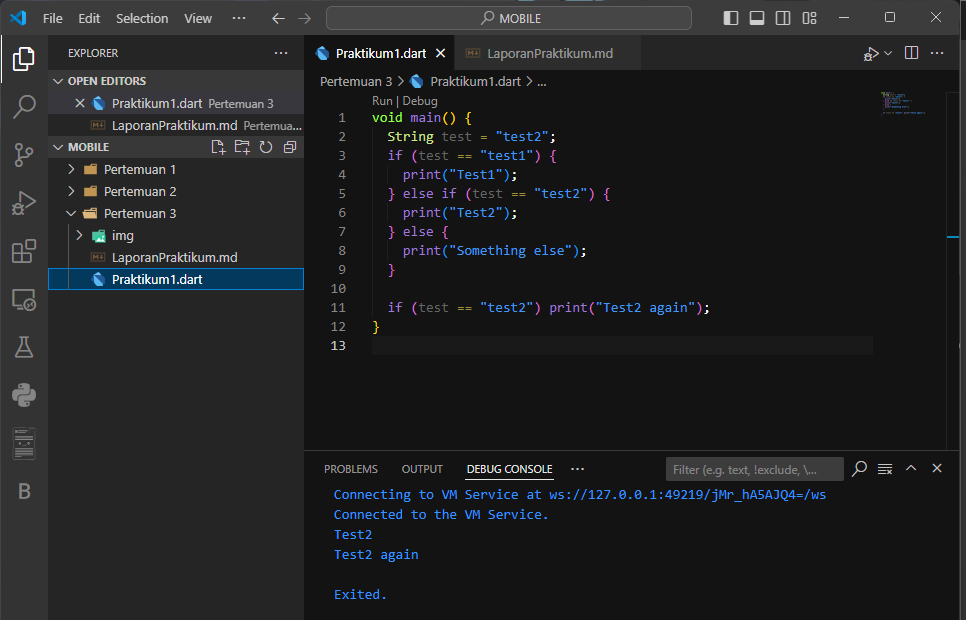 File Edit Selection View ··· MOBILE
EXPLORER ···
OPEN EDITORS
Praktikum1.dart Pertemuan 3
LaporanPraktikum.md Pertemua...
MOBILE
Pertemuan 1
Pertemuan 2
Pertemuan 3
img
LaporanPraktikum.md
Praktikum1.dart
B
Praktikum1.dart LaporanPraktikum.md ···
Pertemuan 3 > Praktikum1.dart > ...
Run | Debug
1 void main() {
2 String test = "test2";
3 if (test == "test1") {
4 print("Test1");
5 } else if (test == "test2") {
6 print("Test2");
7 } else {
8 print("Something else");
9 }
10
11 if (test == "test2") print("Test2 again");
12 }
13
PROBLEMS OUTPUT DEBUG CONSOLE ··· Filter (e.g. text, !exclude, \...
Connecting to VM Service at ws://127.0.0.1:49219/jMr_hA5AJQ4=/ws
Connected to the VM Service.
Test2
Test2 again
Exited.